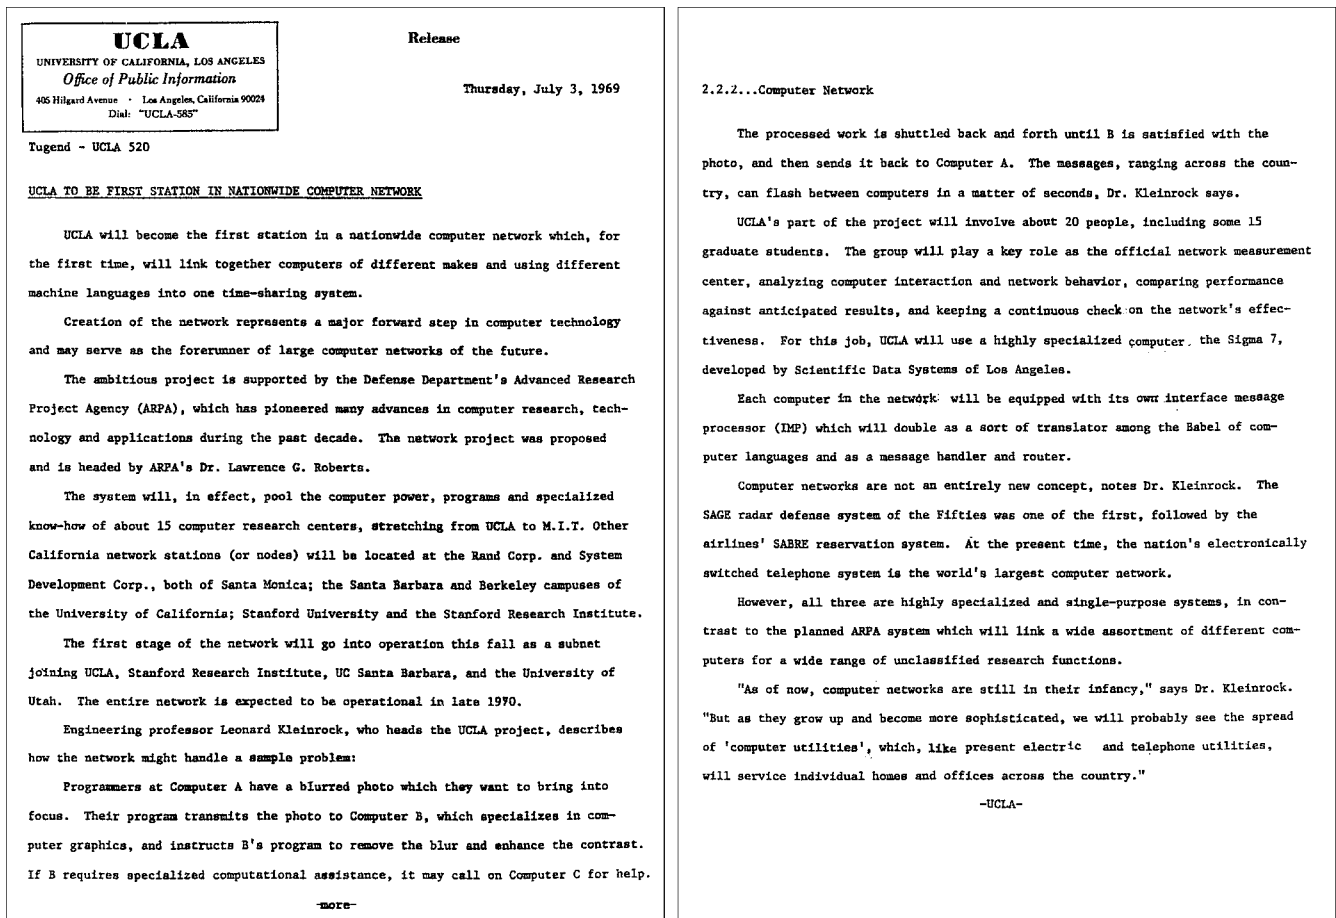 UCLA
UNIVERSITY OF CALIFORNIA, LOS ANGELES
Office of Public Information
405 Hilgard Avenue • Los Angeles, California 90024
Dial: "UCLA-585"
Release
Thursday, July 3, 1969
Tugend - UCLA 520
UCLA TO BE FIRST STATION IN NATIONWIDE COMPUTER NETWORK
UCLA will become the first station in a nationwide computer network which, for
the first time, will link together computers of different makes and using different
machine languages into one time-sharing system.
Creation of the network represents a major forward step in computer technology
and may serve as the forerunner of large computer networks of the future.
The ambitious project is supported by the Defense Department's Advanced Research
Project Agency (ARPA), which has pioneered many advances in computer research, tech-
nology and applications during the past decade. The network project was proposed
and is headed by ARPA's Dr. Lawrence G. Roberts.
The system will, in effect, pool the computer power, programs and specialized
know-how of about 15 computer research centers, stretching from UCLA to M.I.T. Other
California network stations (or nodes) will be located at the Rand Corp. and System
Development Corp., both of Santa Monica; the Santa Barbara and Berkeley campuses of
the University of California; Stanford University and the Stanford Research Institute.
The first stage of the network will go into operation this fall as a subnet
joining UCLA, Stanford Research Institute, UC Santa Barbara, and the University of
Utah. The entire network is expected to be operational in late 1970.
Engineering professor Leonard Kleinrock, who heads the UCLA project, describes
how the network might handle a sample problem:
Programmers at Computer A have a blurred photo which they want to bring into
focus. Their program transmits the photo to Computer B, which specializes in com-
puter graphics, and instructs B's program to remove the blur and enhance the contrast.
If B requires specialized computational assistance, it may call on Computer C for help.
-more-
2.2.2...Computer Network
The processed work is shuttled back and forth until B is satisfied with the
photo, and then sends it back to Computer A. The messages, ranging across the coun-
try, can flash between computers in a matter of seconds, Dr. Kleinrock says.
UCLA's part of the project will involve about 20 people, including some 15
graduate students. The group will play a key role as the official network measurement
center, analyzing computer interaction and network behavior, comparing performance
against anticipated results, and keeping a continuous check on the network's effec-
tiveness. For this job, UCLA will use a highly specialized computer, the Sigma 7,
developed by Scientific Data Systems of Los Angeles.
Each computer in the network will be equipped with its own interface message
processor (IMP) which will double as a sort of translator among the Babel of com-
puter languages and as a message handler and router.
Computer networks are not an entirely new concept, notes Dr. Kleinrock. The
SAGE radar defense system of the Fifties was one of the first, followed by the
airlines' SABRE reservation system. At the present time, the nation's electronically
switched telephone system is the world's largest computer network.
However, all three are highly specialized and single-purpose systems, in con-
trast to the planned ARPA system which will link a wide assortment of different com-
puters for a wide range of unclassified research functions.
"As of now, computer networks are still in their infancy," says Dr. Kleinrock.
"But as they grow up and become more sophisticated, we will probably see the spread
of 'computer utilities', which, like present electric and telephone utilities,
will service individual homes and offices across the country."
-UCLA-